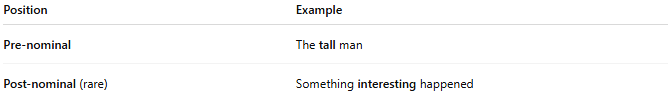 Position Example
Pre-nominal The tall man
Post-nominal (rare) Something interesting happened